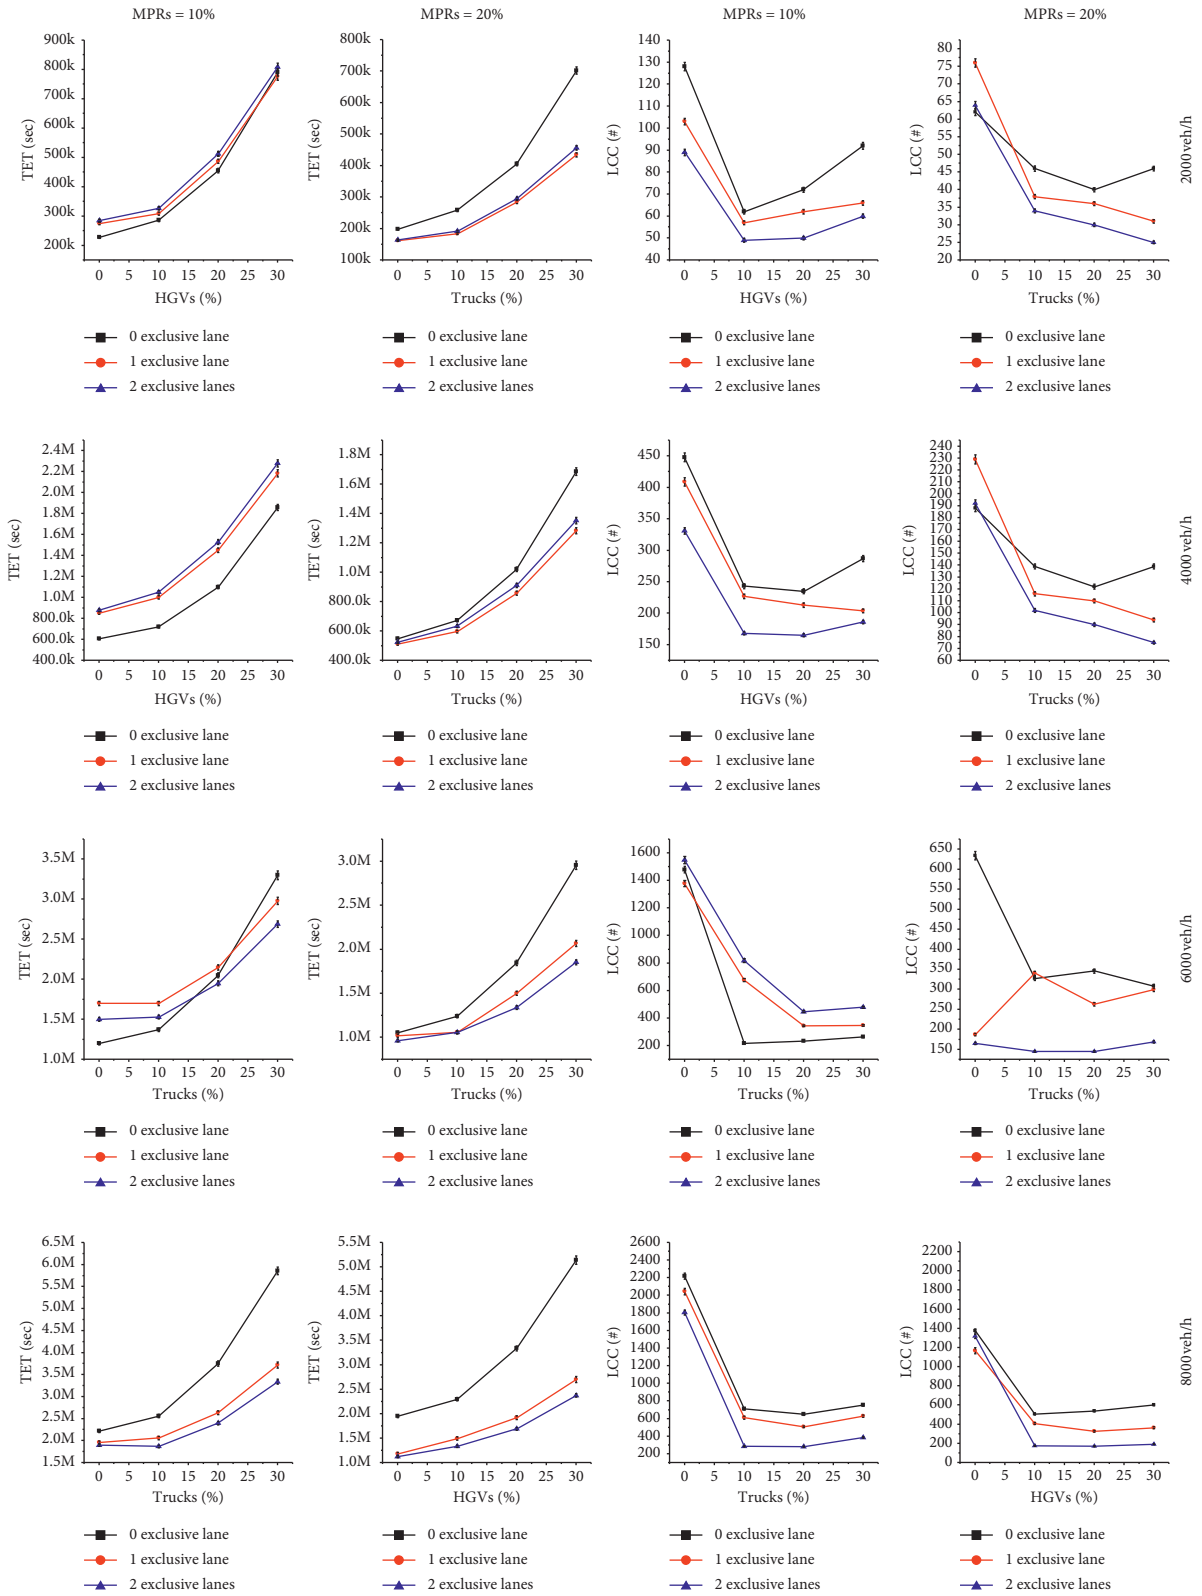 MPRs = 10%
MPRs = 20%
MPRs = 10%
MPRs = 20%
900k
800k
700k
600k
500k
400k
300k
200k
TET (sec)
0 5 10 15 20 25 30
HGVs (%)
0 exclusive lane
1 exclusive lane
2 exclusive lanes
800k
700k
600k
500k
400k
300k
200k
100k
TET (sec)
0 5 10 15 20 25 30
Trucks (%)
0 exclusive lane
1 exclusive lane
2 exclusive lanes
140
130
120
110
100
90
80
70
60
50
40
LCC (#)
0 5 10 15 20 25 30
HGVs (%)
0 exclusive lane
1 exclusive lane
2 exclusive lanes
80
75
70
65
60
55
50
45
40
35
30
25
20
LCC (#)
0 5 10 15 20 25 30
Trucks (%)
0 exclusive lane
1 exclusive lane
2 exclusive lanes
2000veh/h
2.4M
2.2M
2.0M
1.8M
1.6M
1.4M
1.2M
1.0M
800.0k
600.0k
400.0k
TET (sec)
0 5 10 15 20 25 30
HGVs (%)
0 exclusive lane
1 exclusive lane
2 exclusive lanes
1.8M
1.6M
1.4M
1.2M
1.0M
800.0k
600.0k
400.0k
TET (sec)
0 5 10 15 20 25 30
Trucks (%)
0 exclusive lane
1 exclusive lane
2 exclusive lanes
450
400
350
300
250
200
150
LCC (#)
0 5 10 15 20 25 30
HGVs (%)
0 exclusive lane
1 exclusive lane
2 exclusive lanes
240
230
220
210
200
190
180
170
160
150
140
130
120
110
100
90
80
70
60
LCC (#)
0 5 10 15 20 25 30
Trucks (%)
0 exclusive lane
1 exclusive lane
2 exclusive lanes
4000veh/h
3.5M
3.0M
2.5M
2.0M
1.5M
1.0M
TET (sec)
0 5 10 15 20 25 30
Trucks (%)
0 exclusive lane
1 exclusive lane
2 exclusive lanes
3.0M
2.5M
2.0M
1.5M
1.0M
TET (sec)
0 5 10 15 20 25 30
Trucks (%)
0 exclusive lane
1 exclusive lane
2 exclusive lanes
1600
1400
1200
1000
800
600
400
200
LCC (#)
0 5 10 15 20 25 30
Trucks (%)
0 exclusive lane
1 exclusive lane
2 exclusive lanes
650
600
550
500
450
400
350
300
250
200
150
LCC (#)
0 5 10 15 20 25 30
Trucks (%)
0 exclusive lane
1 exclusive lane
2 exclusive lanes
6000veh/h
6.5M
6.0M
5.5M
5.0M
4.5M
4.0M
3.5M
3.0M
2.5M
2.0M
1.5M
TET (sec)
0 5 10 15 20 25 30
Trucks (%)
0 exclusive lane
1 exclusive lane
2 exclusive lanes
5.5M
5.0M
4.5M
4.0M
3.5M
3.0M
2.5M
2.0M
1.5M
1.0M
TET (sec)
0 5 10 15 20 25 30
HGVs (%)
0 exclusive lane
1 exclusive lane
2 exclusive lanes
2600
2400
2200
2000
1800
1600
1400
1200
1000
800
600
400
200
LCC (#)
0 5 10 15 20 25 30
Trucks (%)
0 exclusive lane
1 exclusive lane
2 exclusive lanes
2200
2000
1800
1600
1400
1200
1000
800
600
400
200
0
LCC (#)
0 5 10 15 20 25 30
HGVs (%)
0 exclusive lane
1 exclusive lane
2 exclusive lanes
8000veh/h